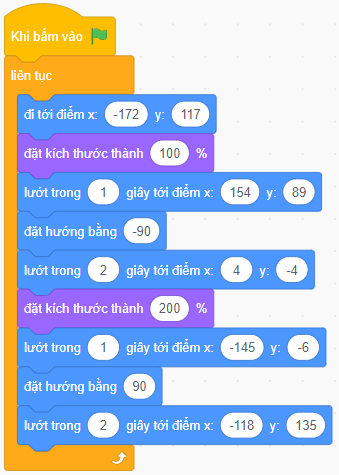 Khi bấm vào
liên tục
đi tới điểm x: -172 y: 117
đặt kích thước thành 100 %
lướt trong 1 giây tới điểm x: 154 y: 89
đặt hướng bằng -90
lướt trong 2 giây tới điểm x: 4 y: -4
đặt kích thước thành 200 %
lướt trong 1 giây tới điểm x: -145 y: -6
đặt hướng bằng 90
lướt trong 2 giây tới điểm x: -118 y: 135